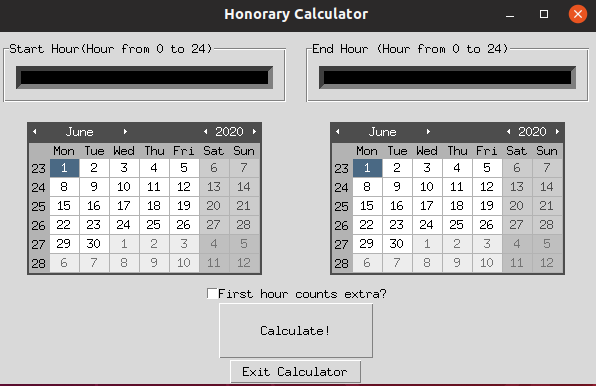 Honorary Calculator
Start Hour(Hour from 0 to 24) End Hour (Hour from 0 to 24)
June 2020 June 2020
Mon Tue Wed Thu Fri Sat Sun Mon Tue Wed Thu Fri Sat Sun
23 1 2 3 4 5 6 7 23 1 2 3 4 5 6 7
24 8 9 10 11 12 13 14 24 8 9 10 11 12 13 14
25 15 16 17 18 19 20 21 25 15 16 17 18 19 20 21
26 22 23 24 25 26 27 28 26 22 23 24 25 26 27 28
27 29 30 1 2 3 4 5 27 29 30 1 2 3 4 5
28 6 7 8 9 10 11 12 28 6 7 8 9 10 11 12
First hour counts extra?
Calculate!
Exit Calculator